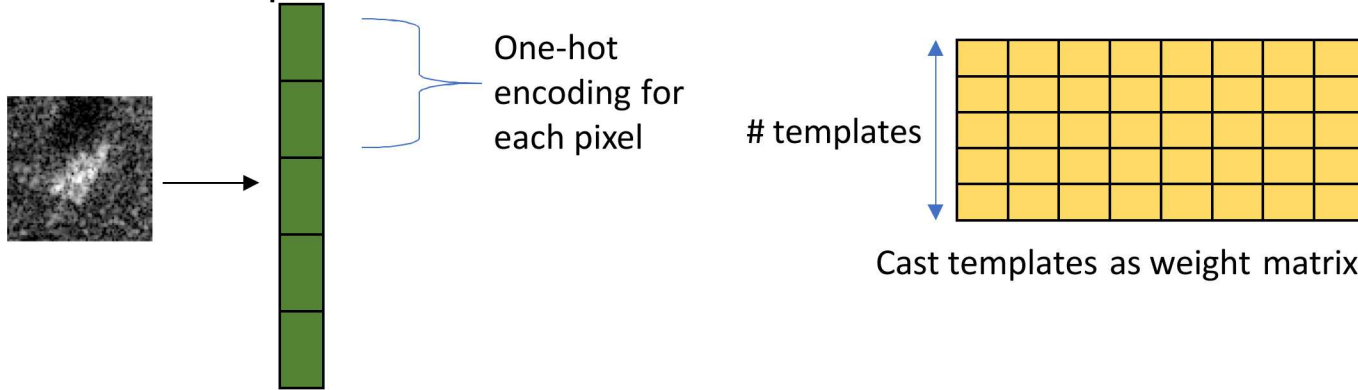 One-hot
encoding for
each pixel
# templates
Cast templates as weight matrix